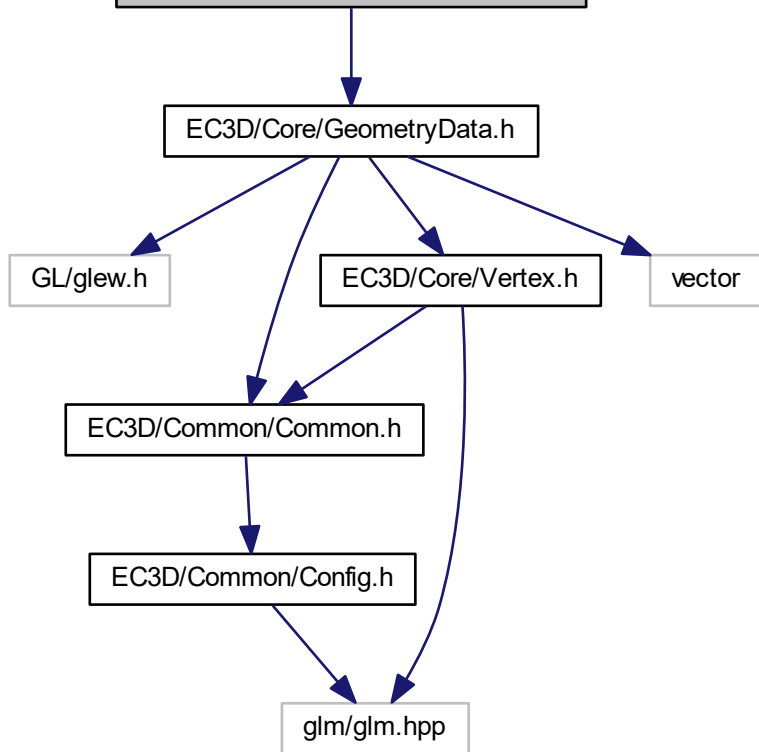 EC3D/Core/GeometryData.h
GL/glew.h
EC3D/Core/Vertex.h
vector
EC3D/Common/Common.h
EC3D/Common/Config.h
glm/glm.hpp